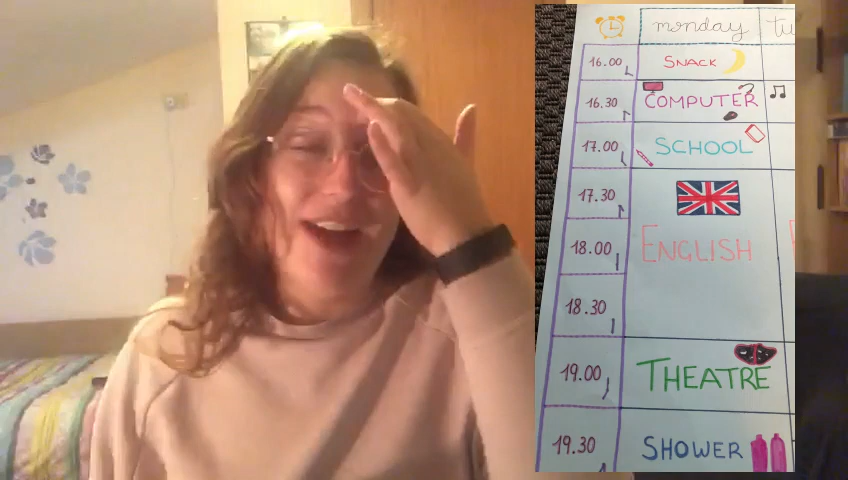 monday tu
16.00 SNACK
16.30 COMPUTER
17.00 SCHOOL
17.30
18.00 ENGLISH
18.30
19.00 THEATRE
19.30 SHOWER